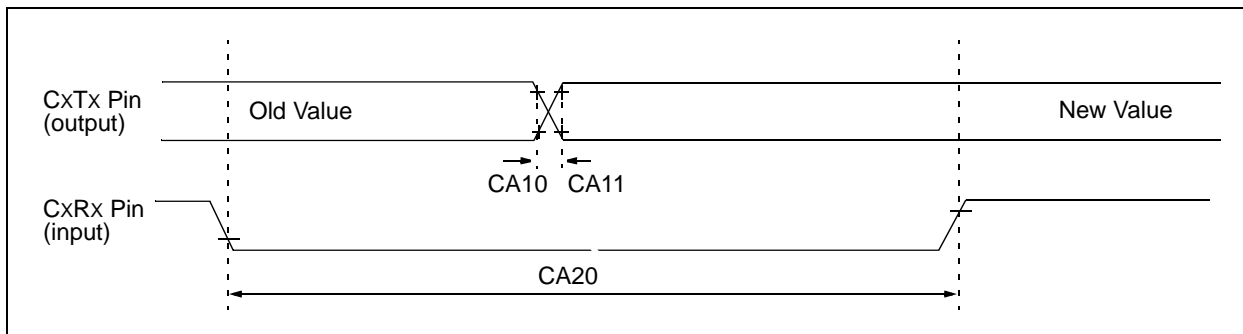 CxTx Pin
(output)
Old Value
New Value
CA10 CA11
CxRx Pin
(input)
CA20